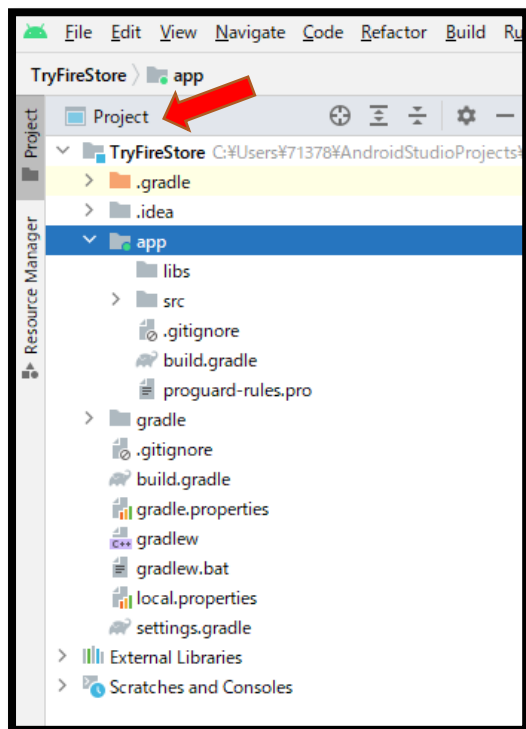 File Edit View Navigate Code Refactor Build Ru
TryFireStore app
Project
Project
TryFireStore C:¥Users¥71378¥AndroidStudioProjects¥
.gradle
.idea
app
libs
src
.gitignore
build.gradle
proguard-rules.pro
gradle
.gitignore
build.gradle
gradle.properties
C++ gradlew
gradlew.bat
local.properties
settings.gradle
External Libraries
Scratches and Consoles
Resource Manager